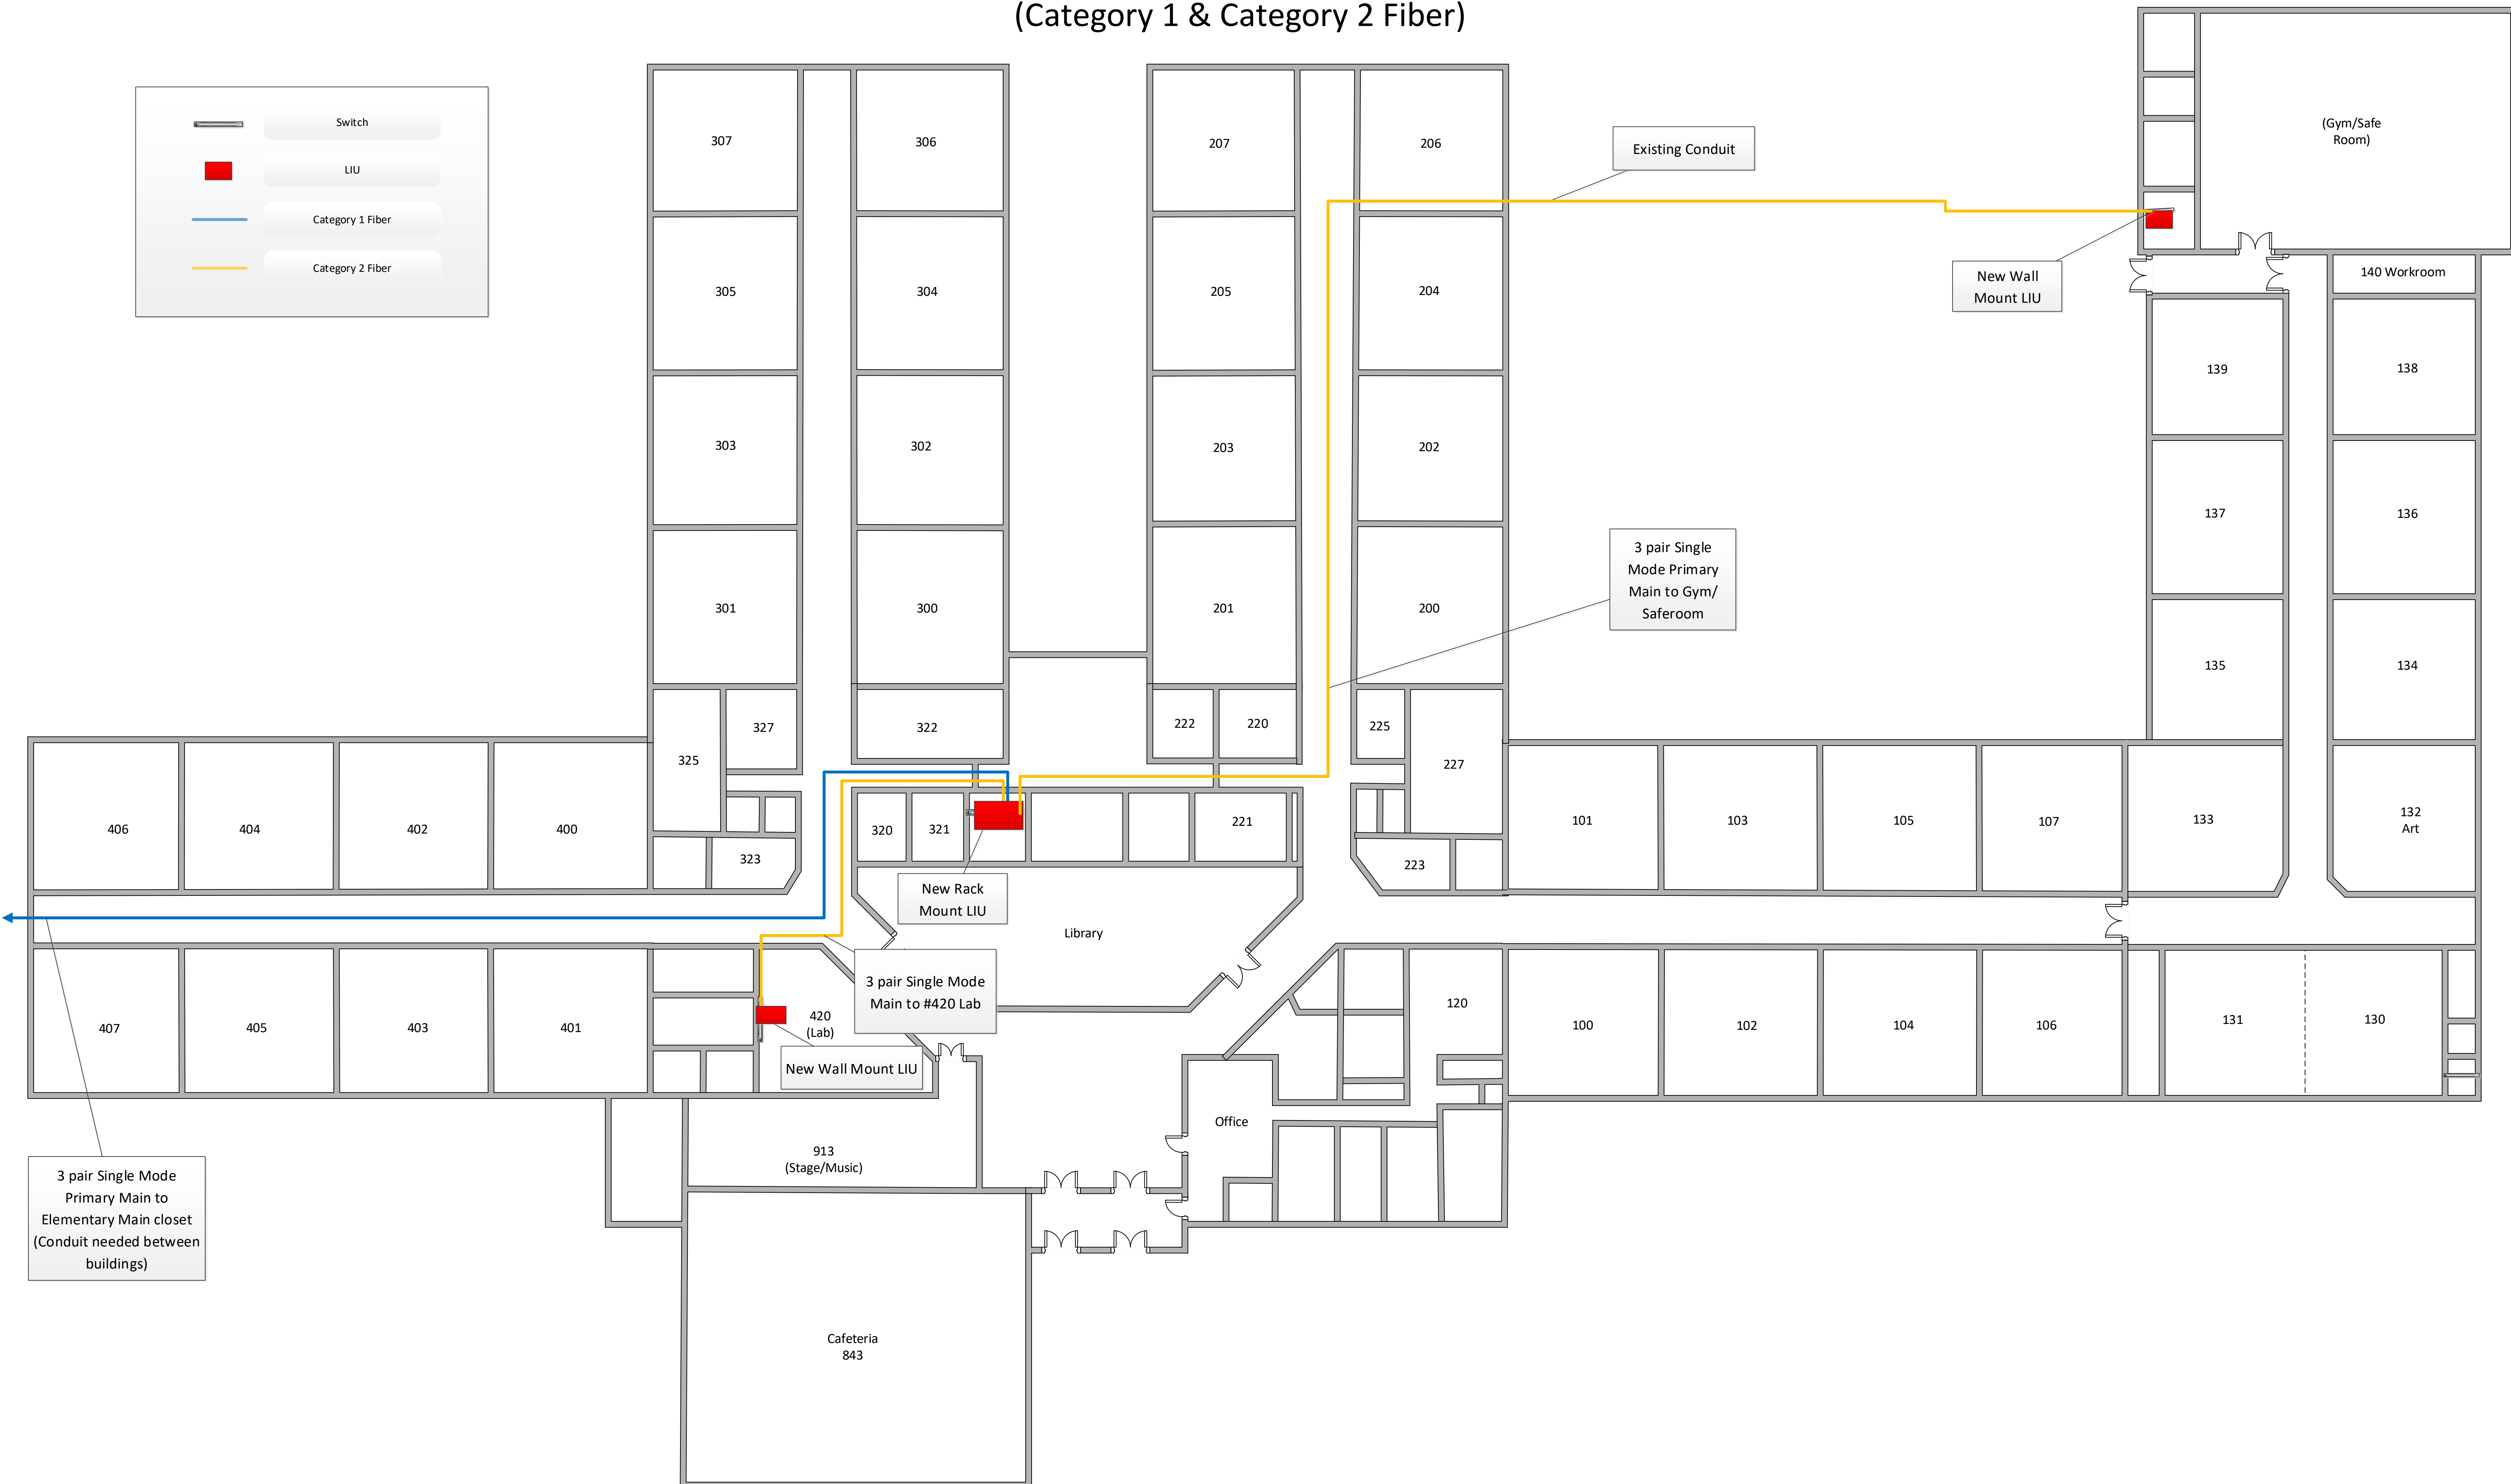 (Category 1 & Category 2 Fiber)
Switch
LIU
Category 1 Fiber
Category 2 Fiber
307
306
207
206
Existing Conduit
(Gym/Safe
Room)
305
304
205
204
New Wall
Mount LIU
140 Workroom
139
138
303
302
203
202
137
136
3 pair Single
Mode Primary
Main to Gym/
Saferoom
301
300
201
200
135
134
325
327
322
222
220
225
227
406
404
402
400
323
320
321
221
223
101
103
105
107
133
132
Art
New Rack
Mount LIU
Library
3 pair Single Mode
Main to #420 Lab
407
405
403
401
420
(Lab)
New Wall Mount LIU
120
100
102
104
106
131
130
Office
913
(Stage/Music)
3 pair Single Mode
Primary Main to
Elementary Main closet
(Conduit needed between
buildings)
Cafeteria
843